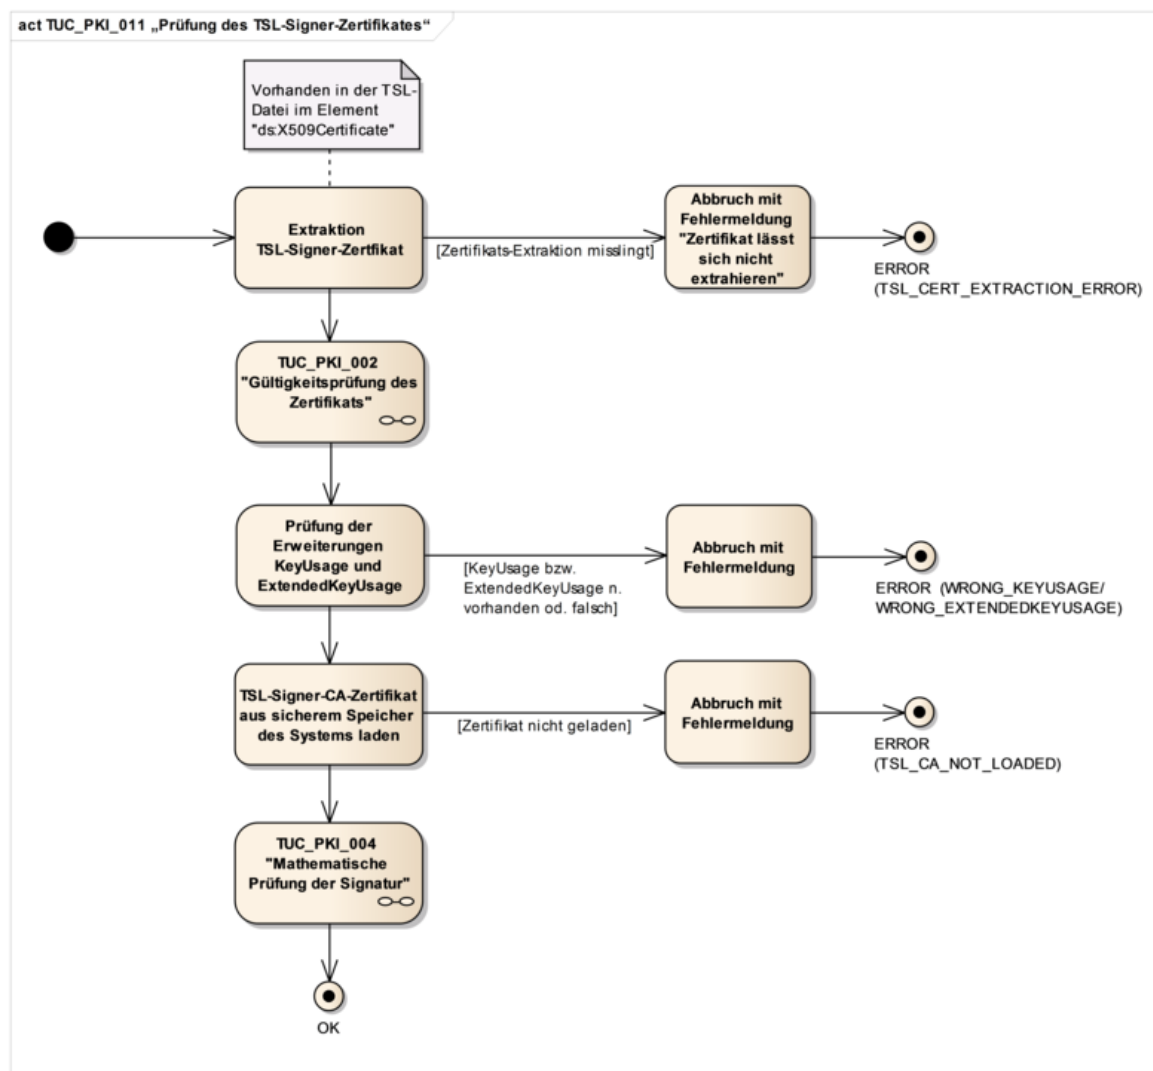 act TUC_PKI_011 „Prüfung des TSL-Signer-Zertifikates“
Vorhanden in der TSL-
Datei im Element
"ds:X509Certificate"
Extraktion
TSL-Signer-Zertfikat
[Zertifikats-Extraktion misslingt]
Abbruch mit
Fehlermeldung
"Zertifikat lässt
sich nicht
extrahieren"
ERROR
(TSL_CERT_EXTRACTION_ERROR)
TUC_PKI_002
"Gültigkeitsprüfung des
Zertifikats"
Prüfung der
Erweiterungen
KeyUsage und
ExtendedKeyUsage
[KeyUsage bzw.
ExtendedKeyUsage n.
vorhanden od. falsch]
Abbruch mit
Fehlermeldung
ERROR (WRONG_KEYUSAGE/
WRONG_EXTENDEDKEYUSAGE)
TSL-Signer-CA-Zertifikat
aus sicherem Speicher
des Systems laden
[Zertifikat nicht geladen]
Abbruch mit
Fehlermeldung
ERROR
(TSL_CA_NOT_LOADED)
TUC_PKI_004
"Mathematische
Prüfung der Signatur"
OK